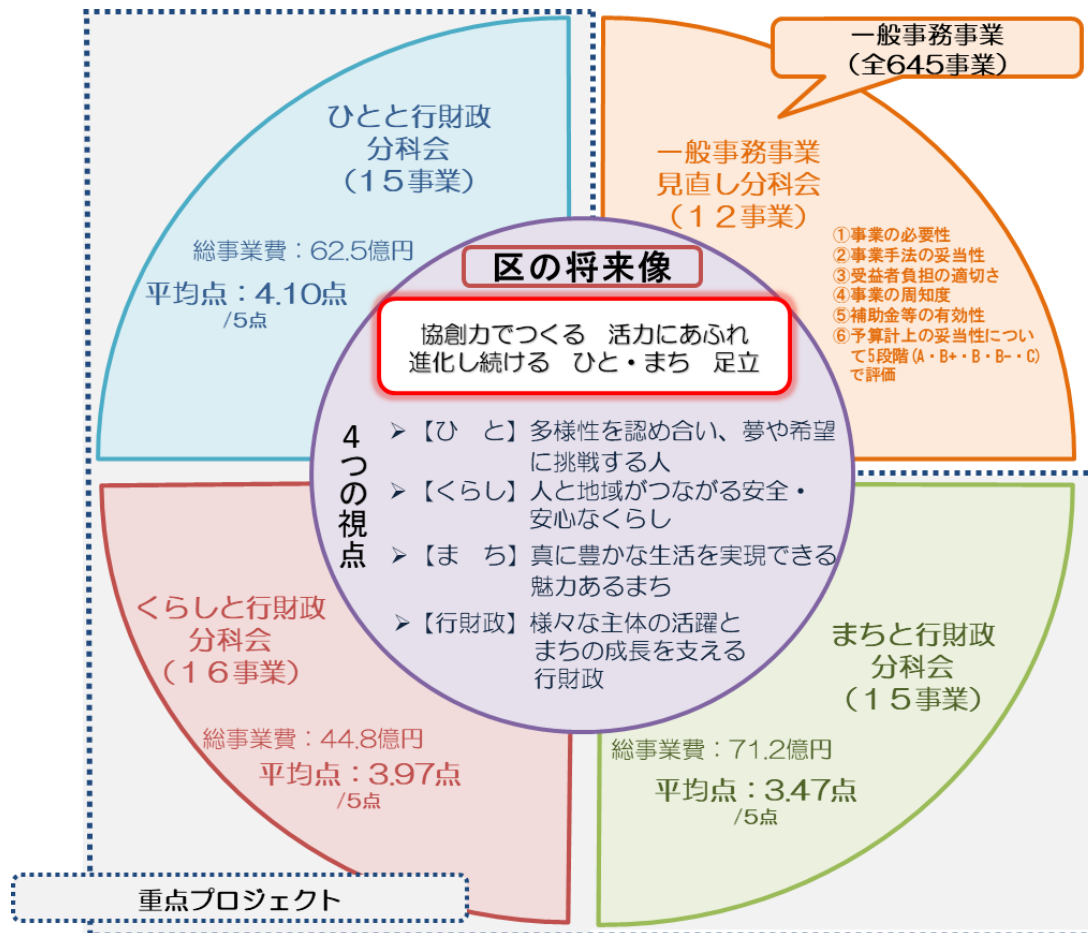 一般事務事業
(全645事業)
ひとと行財政
分科会
(15事業)
総事業費:62.5億円
平均点:4.10点
/5点
一般事務事業
見直し分科会
(12事業)
①事業の必要性
②事業手法の妥当性
③受益者負担の適切さ
④事業の周知度
⑤補助金等の有効性
⑥予算計上の妥当性につい
て5段階(A・B+・B・B-・C)
で評価
区の将来像
協創力でつくる 活力にあふれ
進化し続ける ひと・まち 足立
4つの視点
➢【ひ と】多様性を認め合い、夢や希望
に挑戦する人
➢【くらし】人と地域がつながる安全・
安心なくらし
➢【ま ち】真に豊かな生活を実現できる
魅力あるまち
➢【行財政】様々な主体の活躍と
まちの成長を支える
行財政
くらしと行財政
分科会
(16事業)
総事業費:44.8億円
平均点:3.97点
/5点
まちと行財政
分科会
(15事業)
総事業費:71.2億円
平均点:3.47点
/5点
重点プロジェクト